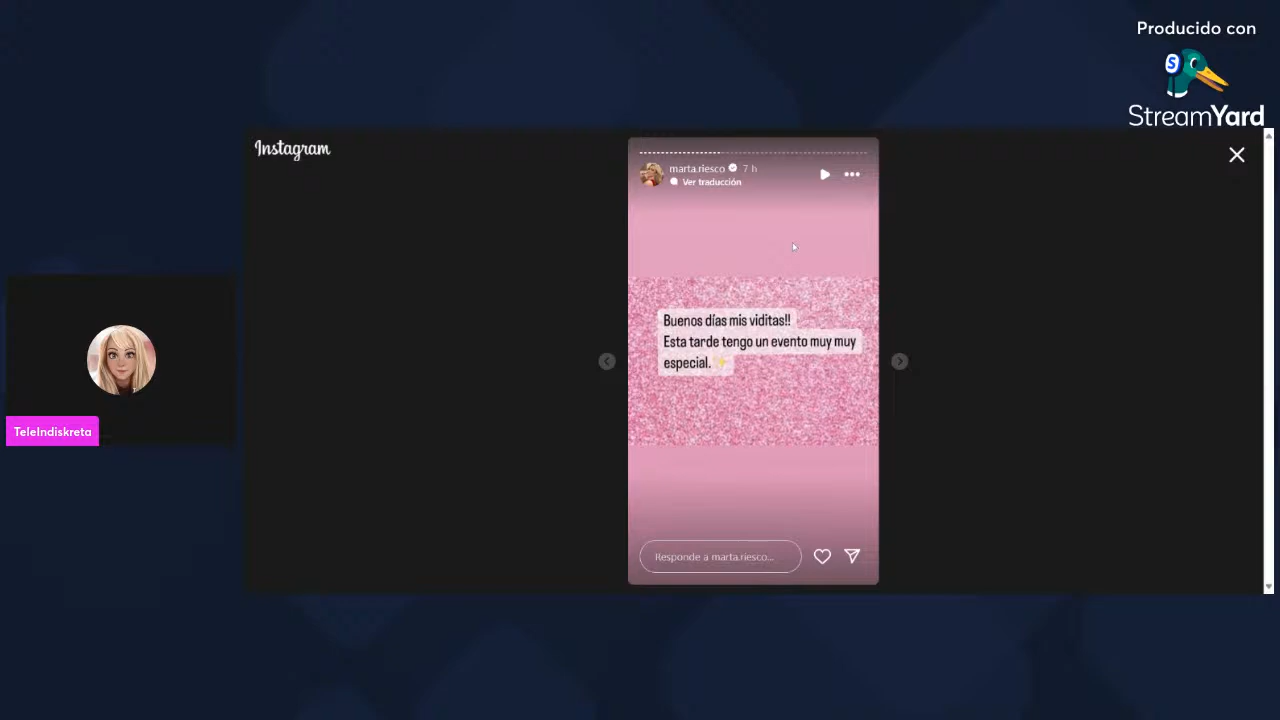 Producido con
StreamYard
Instagram
marta.riesco 7 h
Ver traducción
Buenos días mis viditas!!
Esta tarde tengo un evento muy muy
especial. ✨
TeleIndiskreta
Responde a marta.riesco...